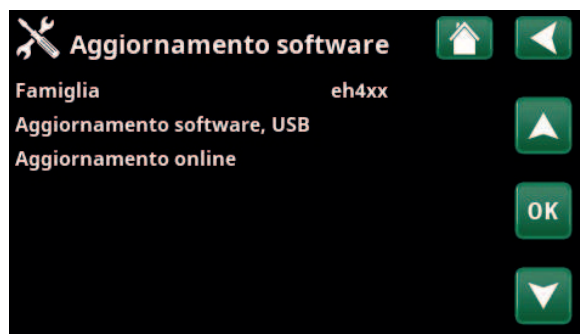 Aggiornamento software
Famiglia eh4xx
Aggiornamento software, USB
Aggiornamento online
OK